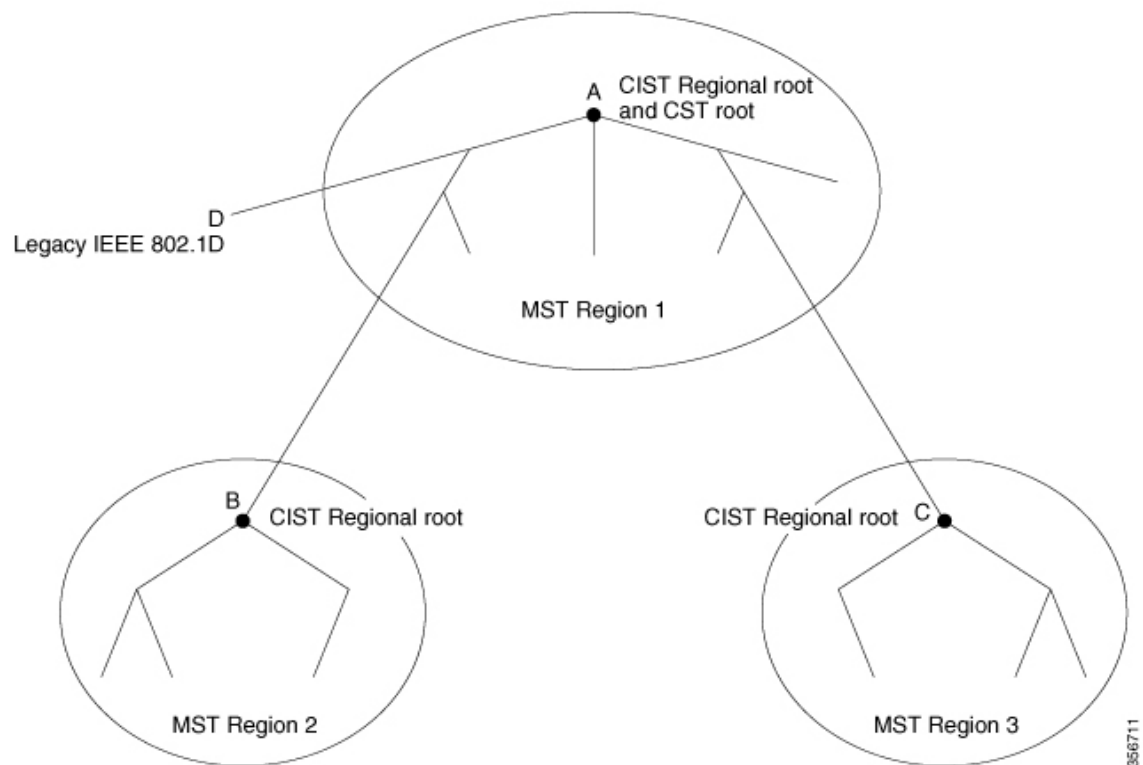 A
CIST Regional root
and CST root
D
Legacy IEEE 802.1D
MST Region 1
B
CIST Regional root
CIST Regional root
C
MST Region 2
MST Region 3
356711